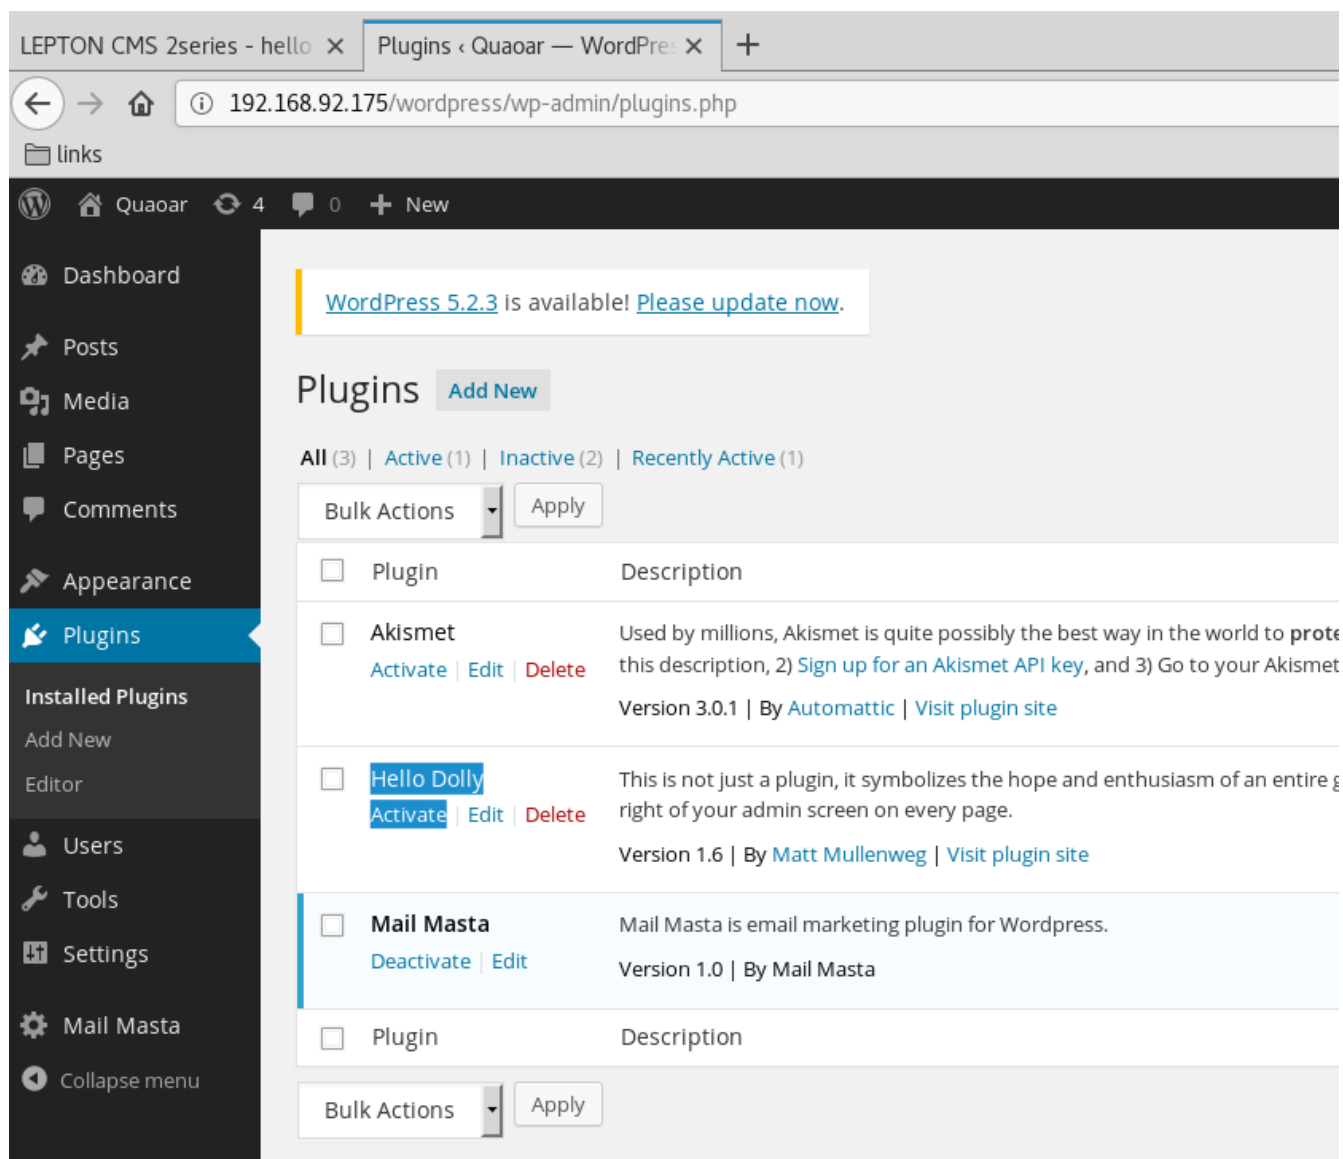 LEPTON CMS 2series - hello Plugins ‹ Quaoar — WordPres
192.168.92.175/wordpress/wp-admin/plugins.php
links
Quaoar 4 0 New
Dashboard
Posts
Media
Pages
Comments
Appearance
Plugins
Installed Plugins
Add New
Editor
Users
Tools
Settings
Mail Masta
Collapse menu
WordPress 5.2.3 is available! Please update now.
Plugins Add New
All (3) | Active (1) | Inactive (2) | Recently Active (1)
Bulk Actions Apply
Plugin Description
Akismet Used by millions, Akismet is quite possibly the best way in the world to prote
Activate | Edit | Delete this description, 2) Sign up for an Akismet API key, and 3) Go to your Akismet
Version 3.0.1 | By Automattic | Visit plugin site
Hello Dolly This is not just a plugin, it symbolizes the hope and enthusiasm of an entire
Activate | Edit | Delete right of your admin screen on every page.
Version 1.6 | By Matt Mullenweg | Visit plugin site
Mail Masta Mail Masta is email marketing plugin for Wordpress.
Deactivate | Edit Version 1.0 | By Mail Masta
Plugin Description
Bulk Actions Apply